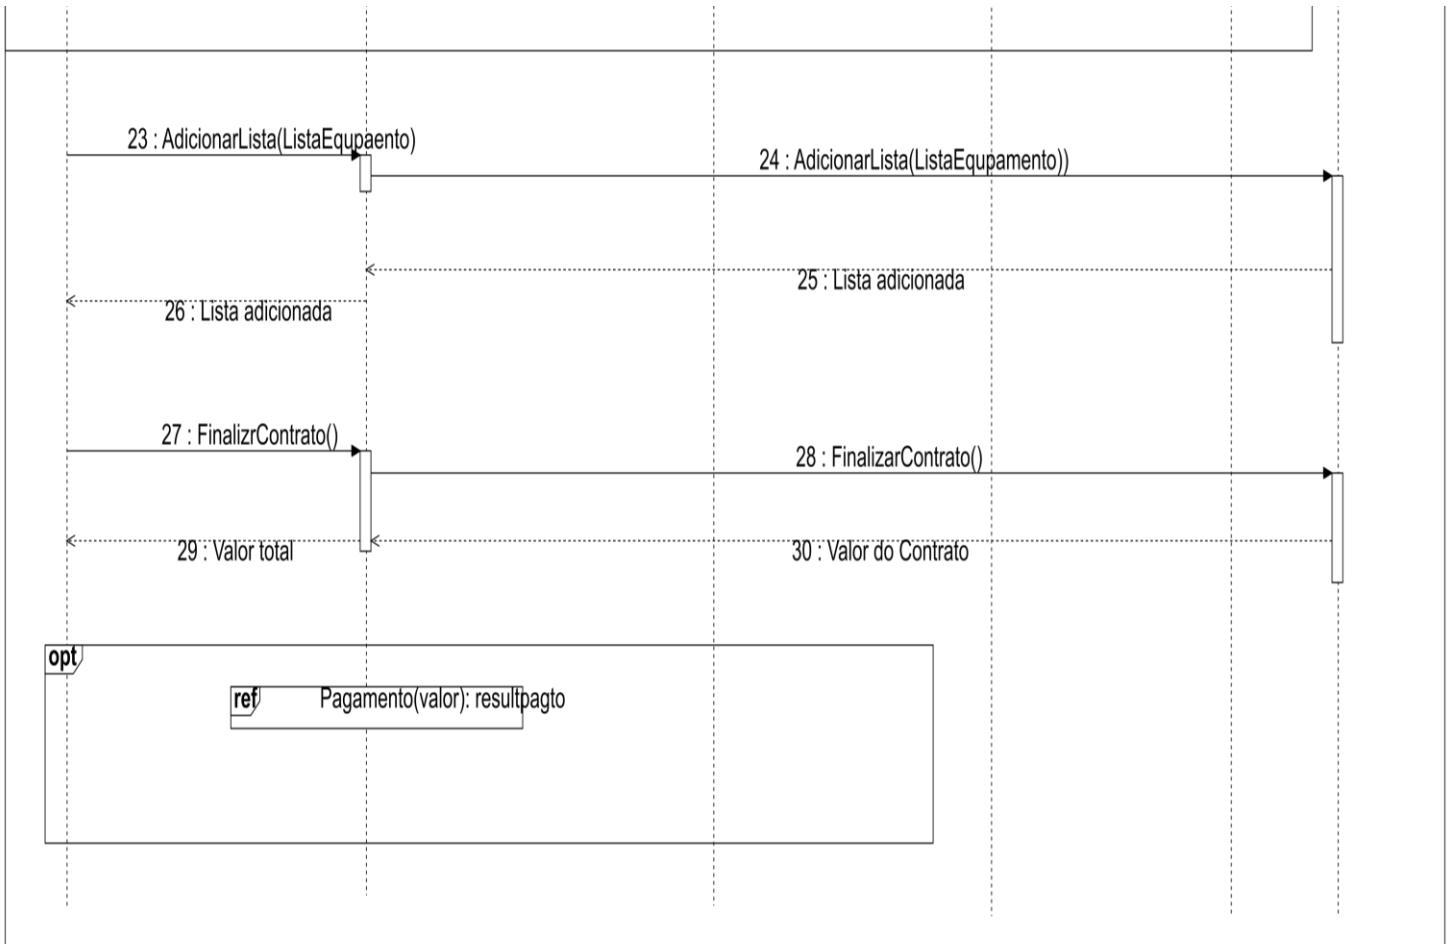 23 : AdicionarLista(ListaEqupaento)
24 : AdicionarLista(ListaEqupamento))
25 : Lista adicionada
26 : Lista adicionada
27 : FinalizrContrato()
28 : FinalizarContrato()
29 : Valor total
30 : Valor do Contrato
opt
ref
Pagamento(valor): resultpagto